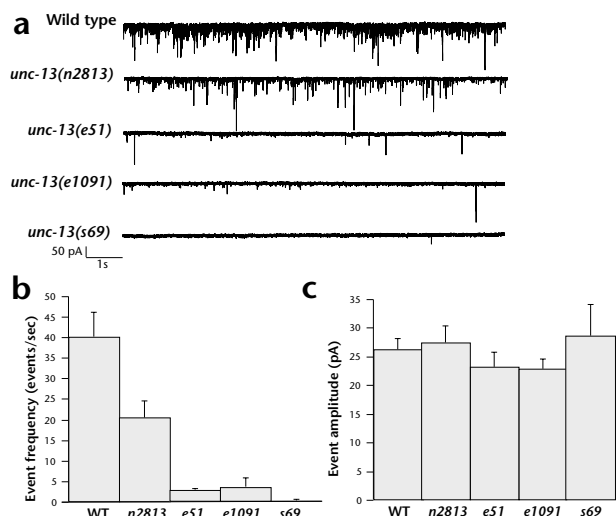 a
Wild type
unc-13(n2813)
unc-13(e51)
unc-13(e1091)
unc-13(s69)
50 pA
1s
b
Event frequency (events/sec)
50
45
40
35
30
25
20
15
10
5
0
WT n2813 e51 e1091 s69
c
Event amplitude (pA)
35
30
25
20
15
10
5
0
WT n2813 e51 e1091 s69